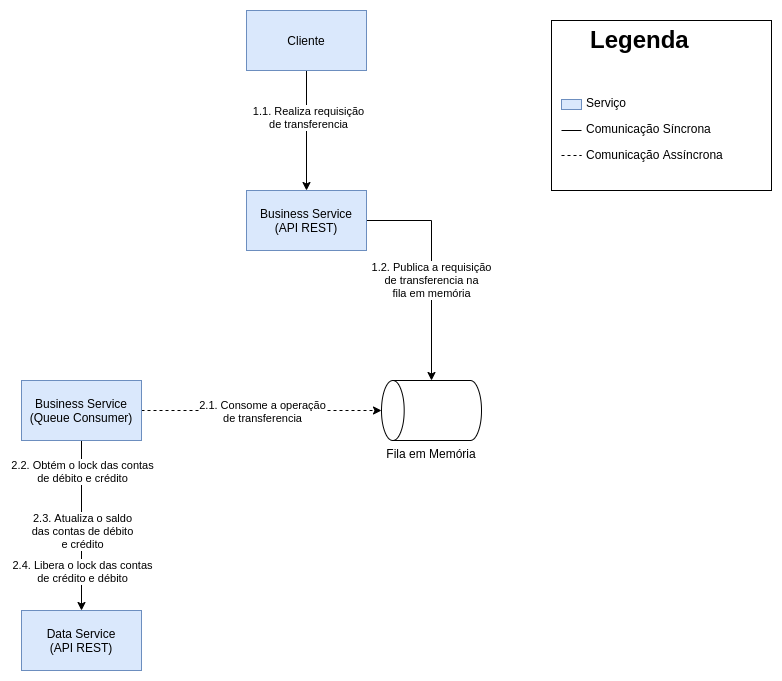 Cliente
Legenda
Serviço
Comunicação Síncrona
Comunicação Assíncrona
1.1. Realiza requisição
de transferencia
Business Service
(API REST)
1.2. Publica a requisição
de transferencia na
fila em memória
Business Service
(Queue Consumer)
2.1. Consome a operação
de transferencia
Fila em Memória
2.2. Obtém o lock das contas
de débito e crédito
2.3. Atualiza o saldo
das contas de débito
e crédito
2.4. Libera o lock das contas
de crédito e débito
Data Service
(API REST)